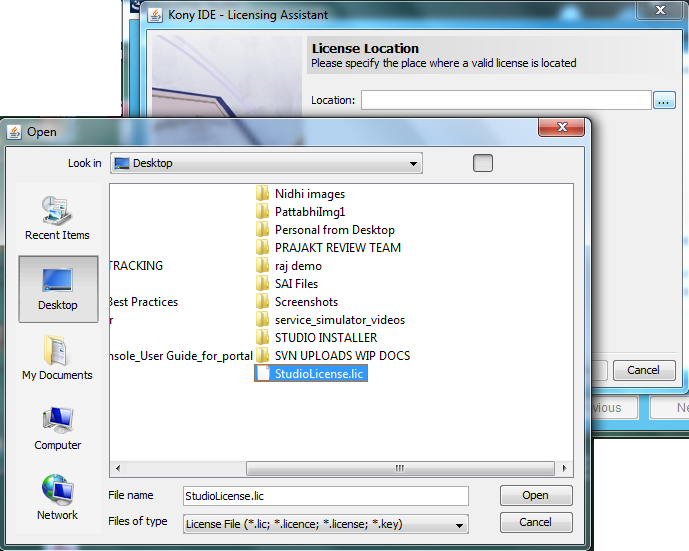 Kony IDE - Licensing Assistant
License Location
Please specify the place where a valid license is located
Location:
...
Open
Look in
Desktop
Recent Items
Desktop
My Documents
Computer
Network
TRACKING
Best Practices
r
nsole_User Guide_for_portal
Nidhi images
PattabhiImg1
Personal from Desktop
PRAJAKT REVIEW TEAM
raj demo
SAI Files
Screenshots
service_simulator_videos
STUDIO INSTALLER
SVN UPLOADS WIP DOCS
StudioLicense.lic
File name
StudioLicense.lic
Open
Files of type
License File (*.lic; *.licence; *.license; *.key)
Cancel
Cancel
vious
Ne